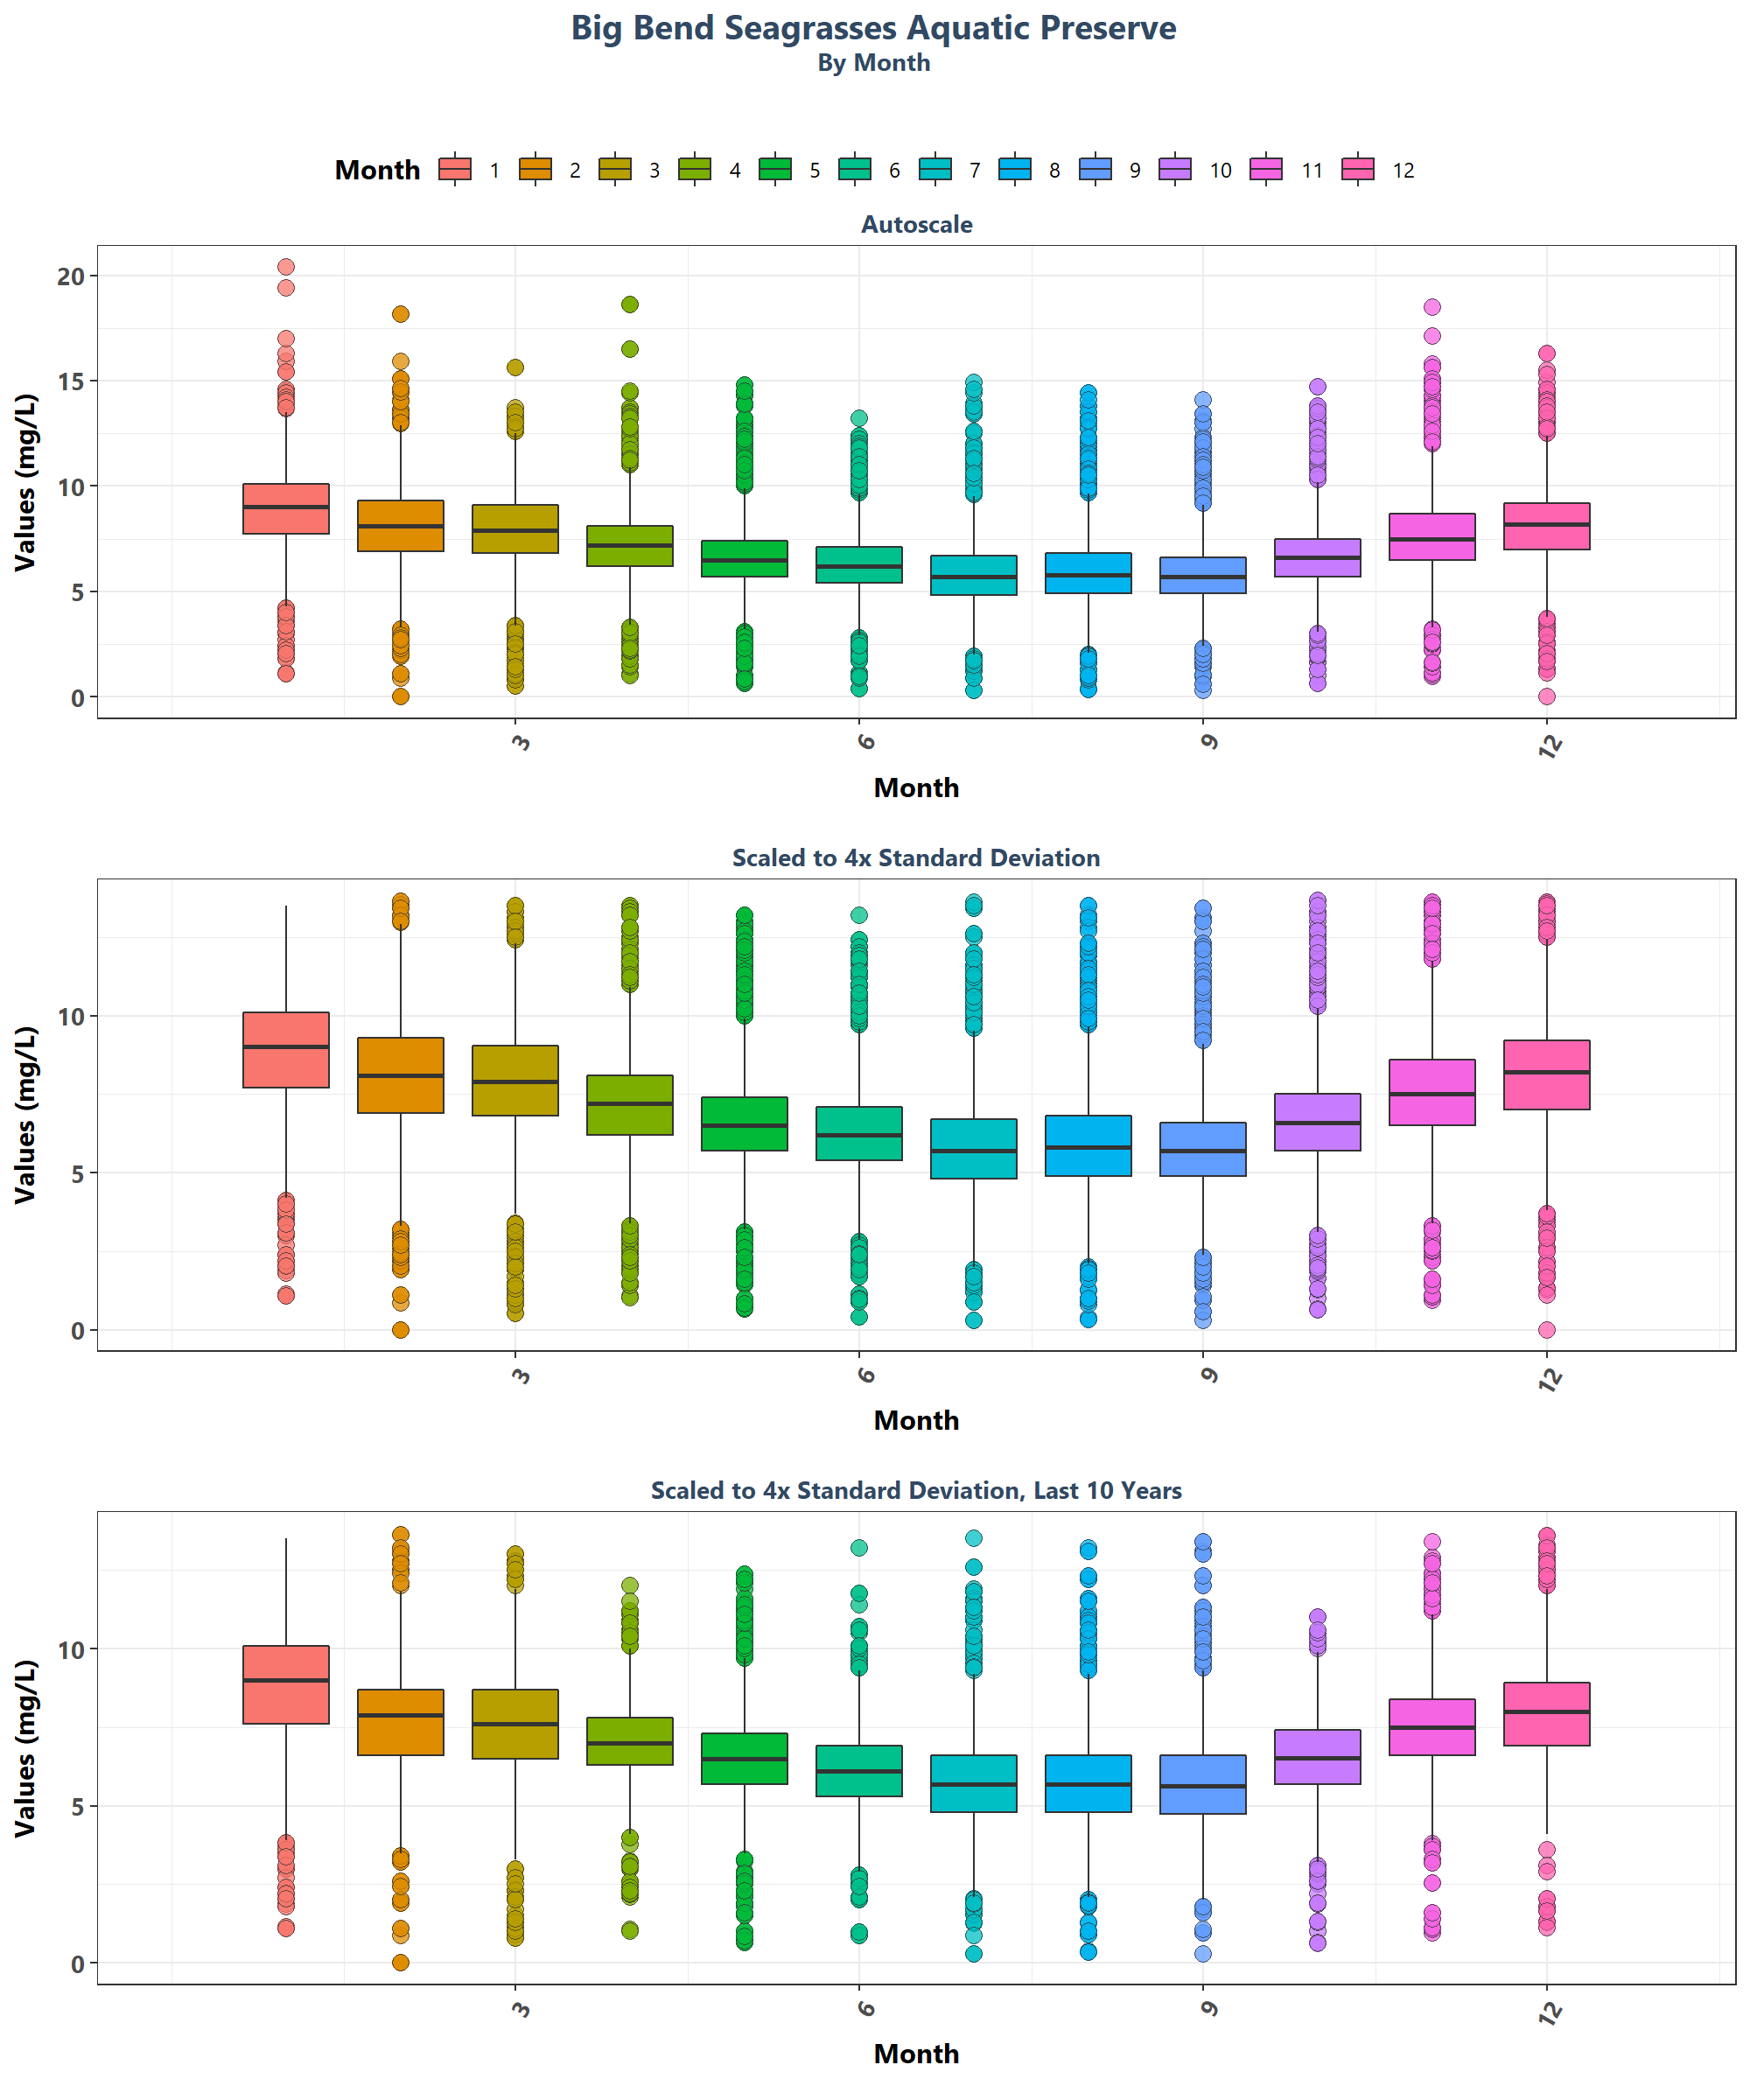 Big Bend Seagrasses Aquatic Preserve
By Month
Month 1 2 3 4 5 6 7 8 9 10 11 12
Autoscale
Values (mg/L)
20
15
10
5
0
3 6 9 12
Month
Scaled to 4x Standard Deviation
Values (mg/L)
10
5
0
3 6 9 12
Month
Scaled to 4x Standard Deviation, Last 10 Years
Values (mg/L)
10
5
0
3 6 9 12
Month